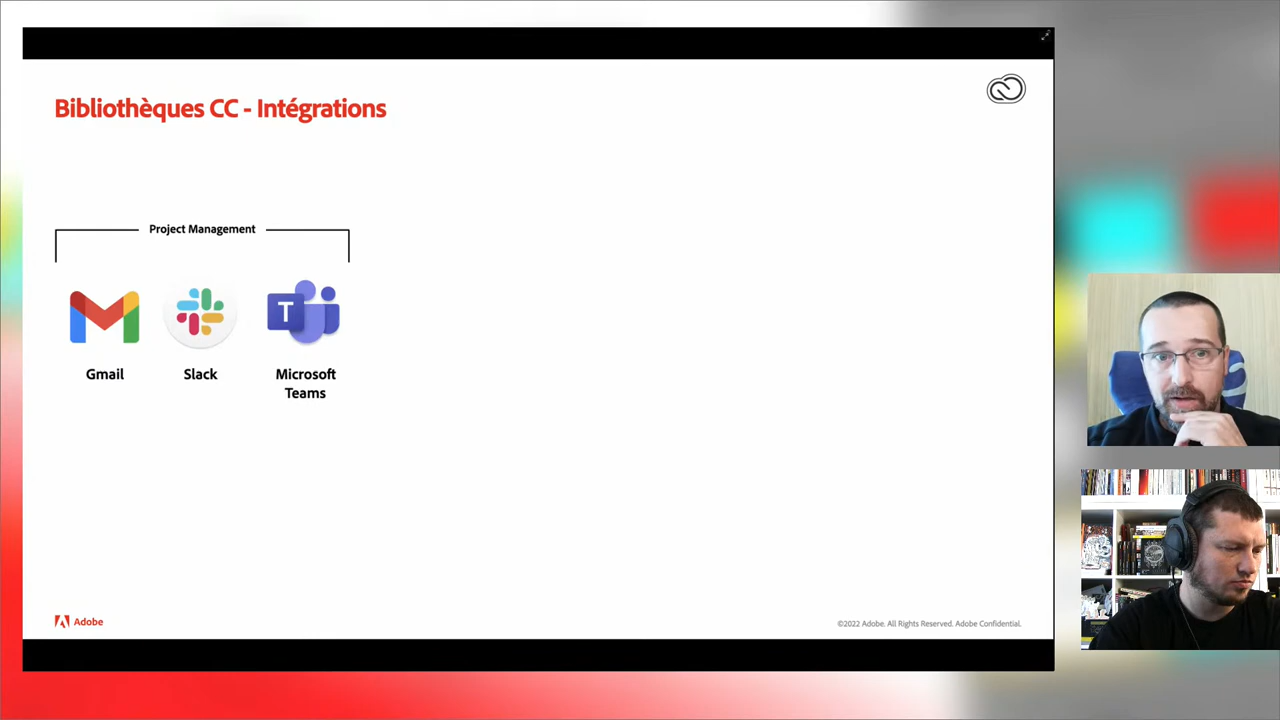 Bibliothèques CC - Intégrations
Project Management
T
Gmail
Slack
Microsoft
Teams
Adobe
©2022 Adobe. All Rights Reserved. Adobe Confidential.